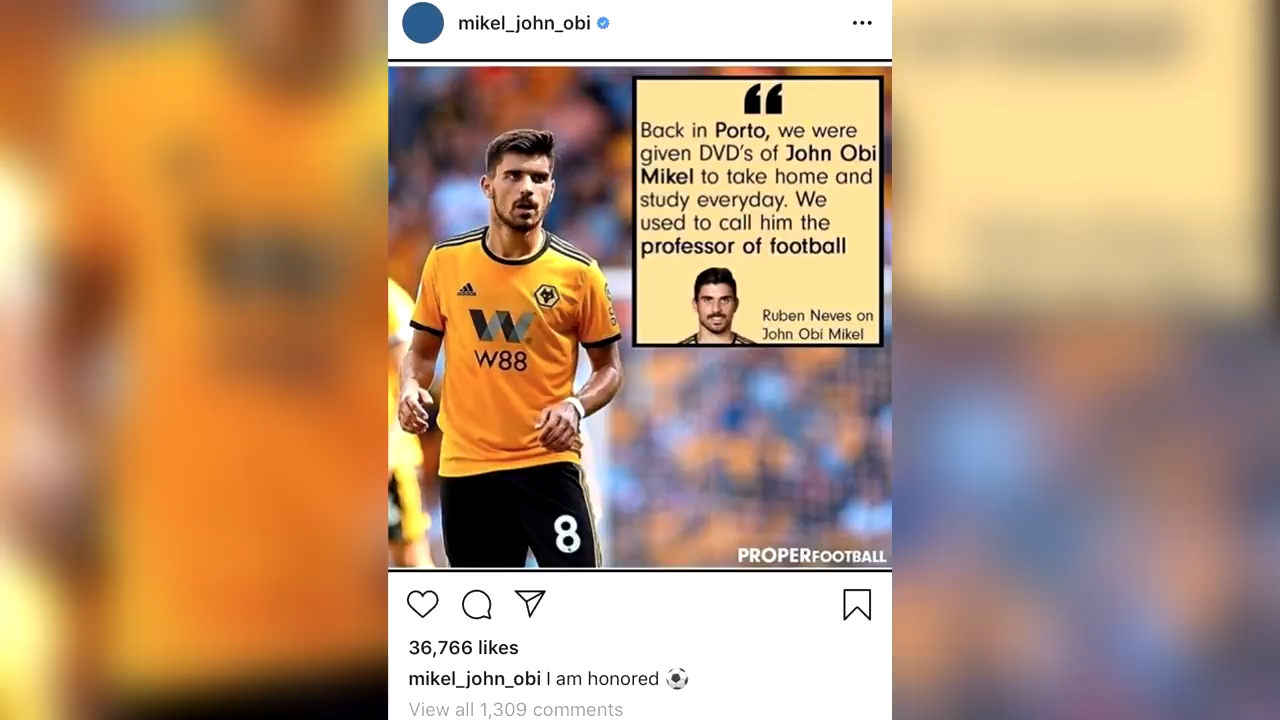 mikel_john_obi
Back in Porto, we were
given DVD's of John Obi
Mikel to take home and
study everyday. We
used to call him the
professor of football
Ruben Neves on
John Obi Mikel
adidas
W88
8
PROPERFOOTBALL
36,766 likes
mikel_john_obi I am honored ⚽
View all 1,309 comments